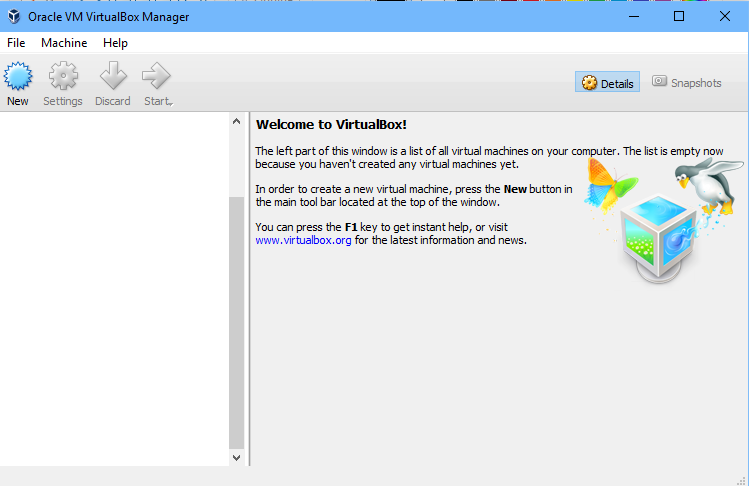 Oracle VM VirtualBox Manager
File Machine Help
New Settings Discard Start
Details Snapshots
Welcome to VirtualBox!
The left part of this window is a list of all virtual machines on your computer. The list is empty now
because you haven't created any virtual machines yet.
In order to create a new virtual machine, press the New button in
the main tool bar located at the top of the window.
You can press the F1 key to get instant help, or visit
www.virtualbox.org for the latest information and news.